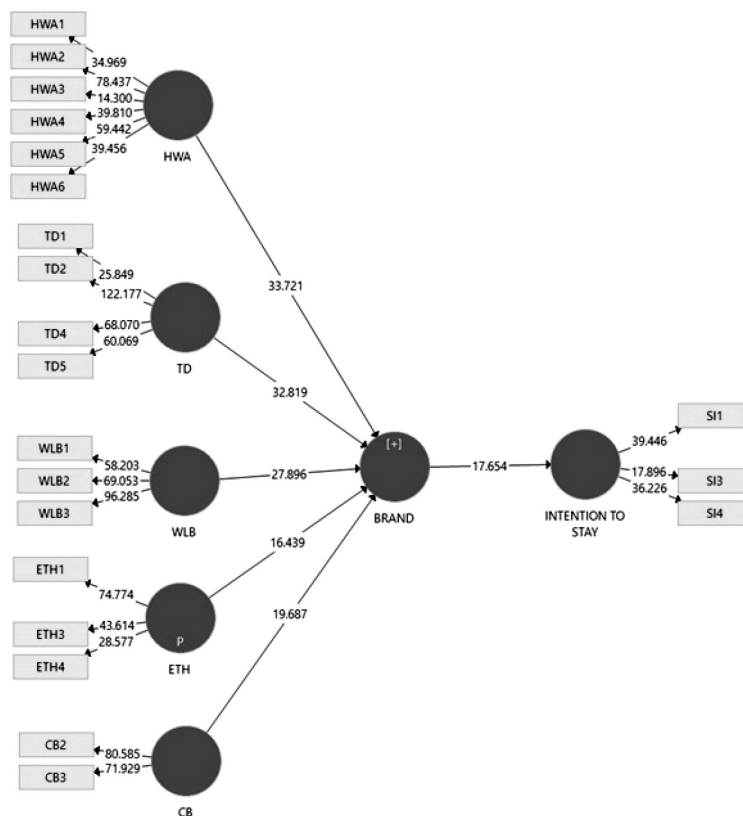 HWA1
HWA2
HWA3
HWA4
HWA5
HWA6
34.969
78.437
14.300
39.810
59.442
39.456
HWA
33.721
TD1
TD2
TD4
TD5
25.849
122.177
68.070
60.069
TD
32.819
WLB1
WLB2
WLB3
58.203
69.053
96.285
WLB
27.896
ETH1
ETH3
ETH4
74.774
43.614
28.577
P
ETH
16.439
CB2
CB3
80.585
71.929
CB
19.687
[+]
BRAND
17.654
INTENTION TO
STAY
39.446
17.896
36.226
SI1
SI3
SI4